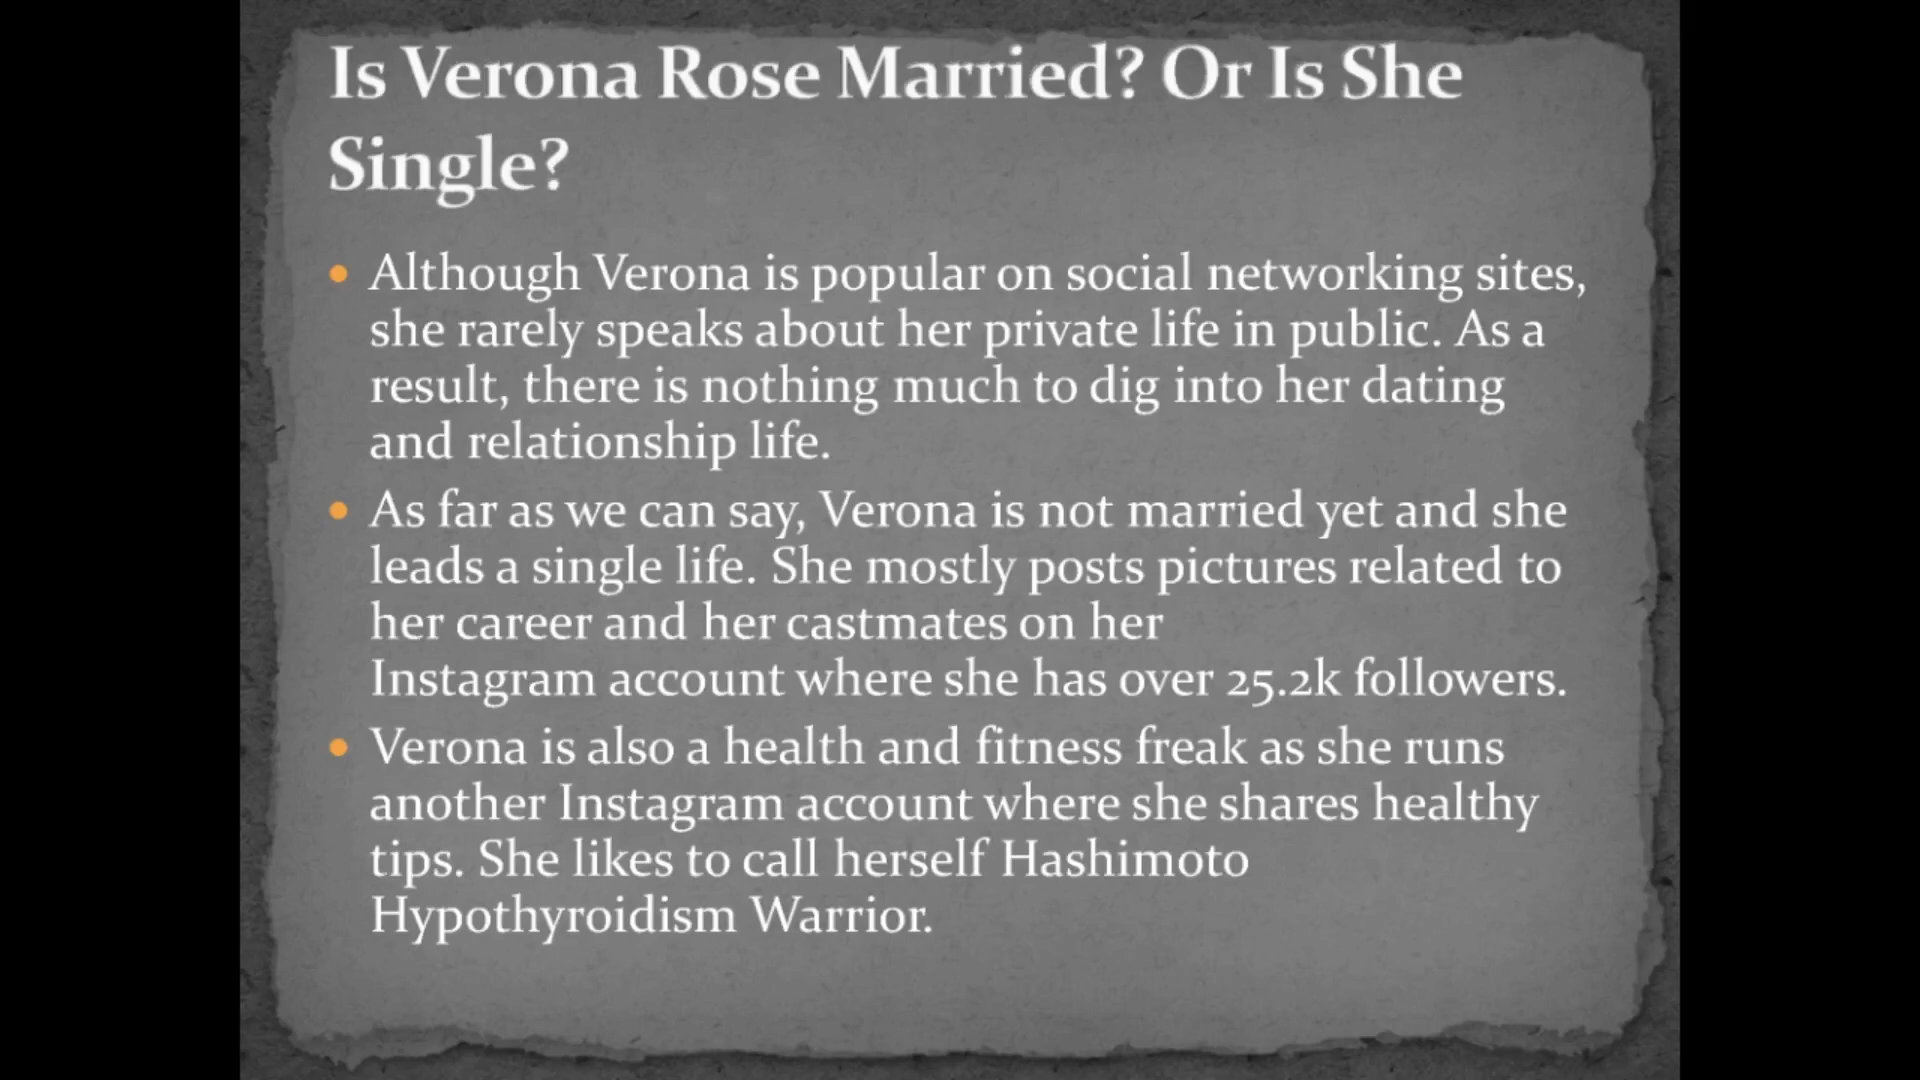 Is Verona Rose Married? Or Is She
Single?
Although Verona is popular on social networking sites,
she rarely speaks about her private life in public. As a
result, there is nothing much to dig into her dating
and relationship life.
As far as we can say, Verona is not married yet and she
leads a single life. She mostly posts pictures related to
her career and her castmates on her
Instagram account where she has over 25.2k followers.
Verona is also a health and fitness freak as she runs
another Instagram account where she shares healthy
tips. She likes to call herself Hashimoto
Hypothyroidism Warrior.